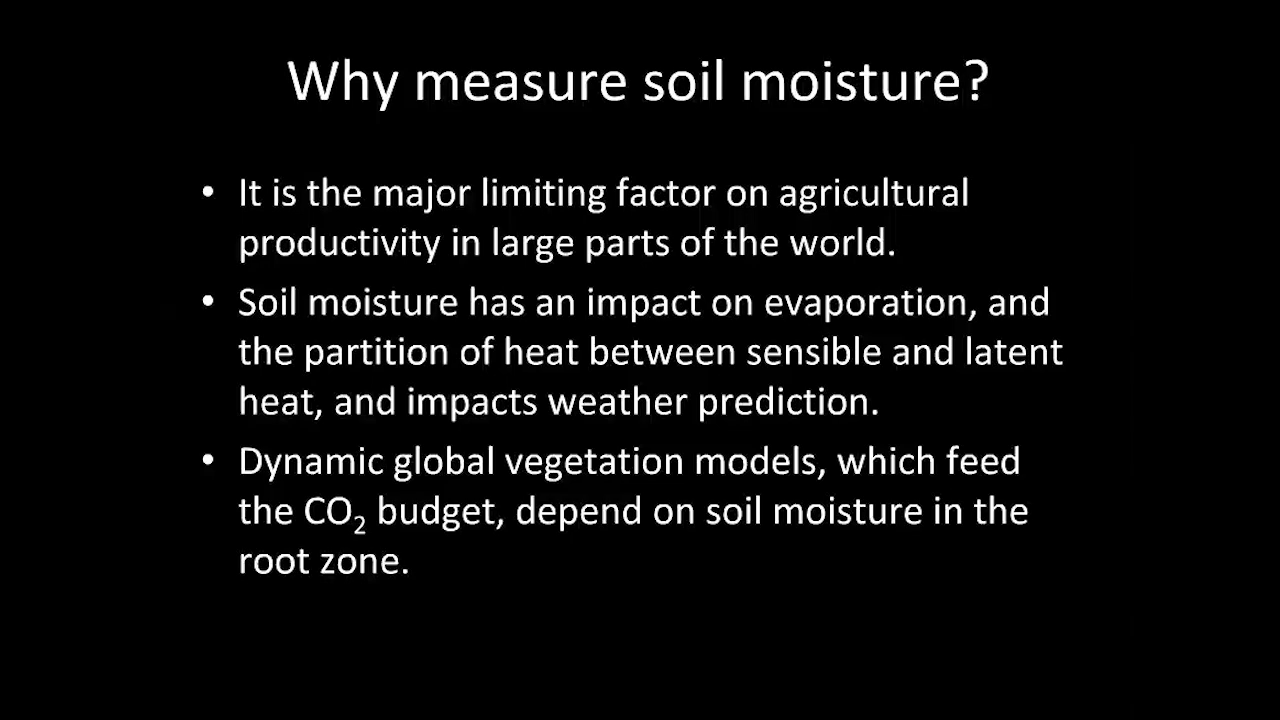 Why measure soil moisture?
• It is the major limiting factor on agricultural
productivity in large parts of the world.
• Soil moisture has an impact on evaporation, and
the partition of heat between sensible and latent
heat, and impacts weather prediction.
• Dynamic global vegetation models, which feed
the CO₂ budget, depend on soil moisture in the
root zone.